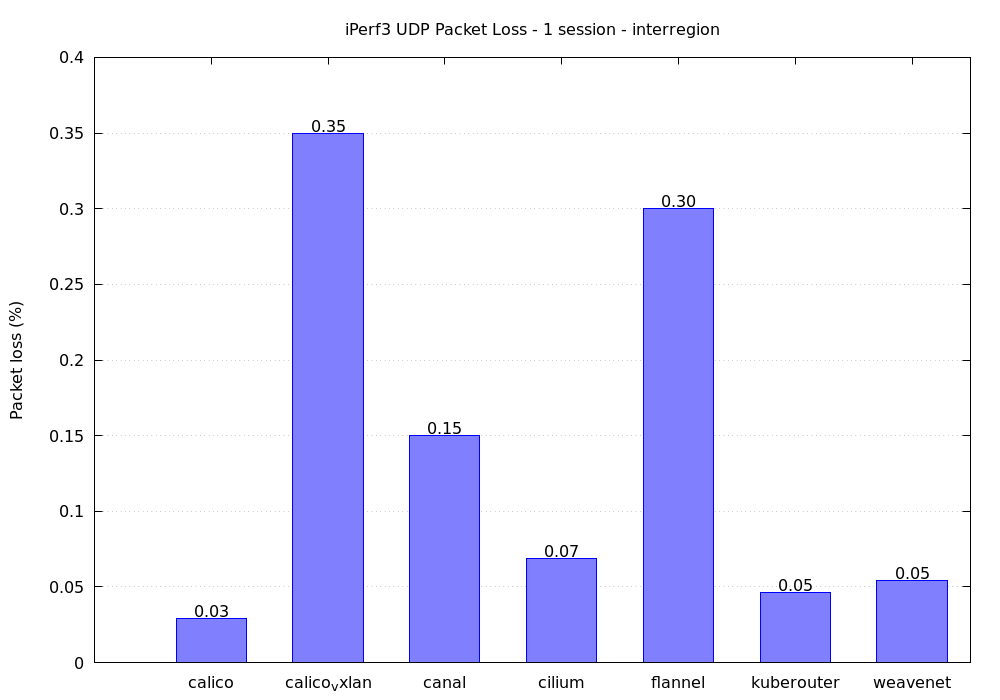 iPerf3 UDP Packet Loss - 1 session - interregion
Packet loss (%)
0.4
0.35
0.3
0.25
0.2
0.15
0.1
0.05
0
0.03
0.35
0.15
0.07
0.30
0.05
0.05
calico
calicovxlan
canal
cilium
flannel
kuberouter
weavenet